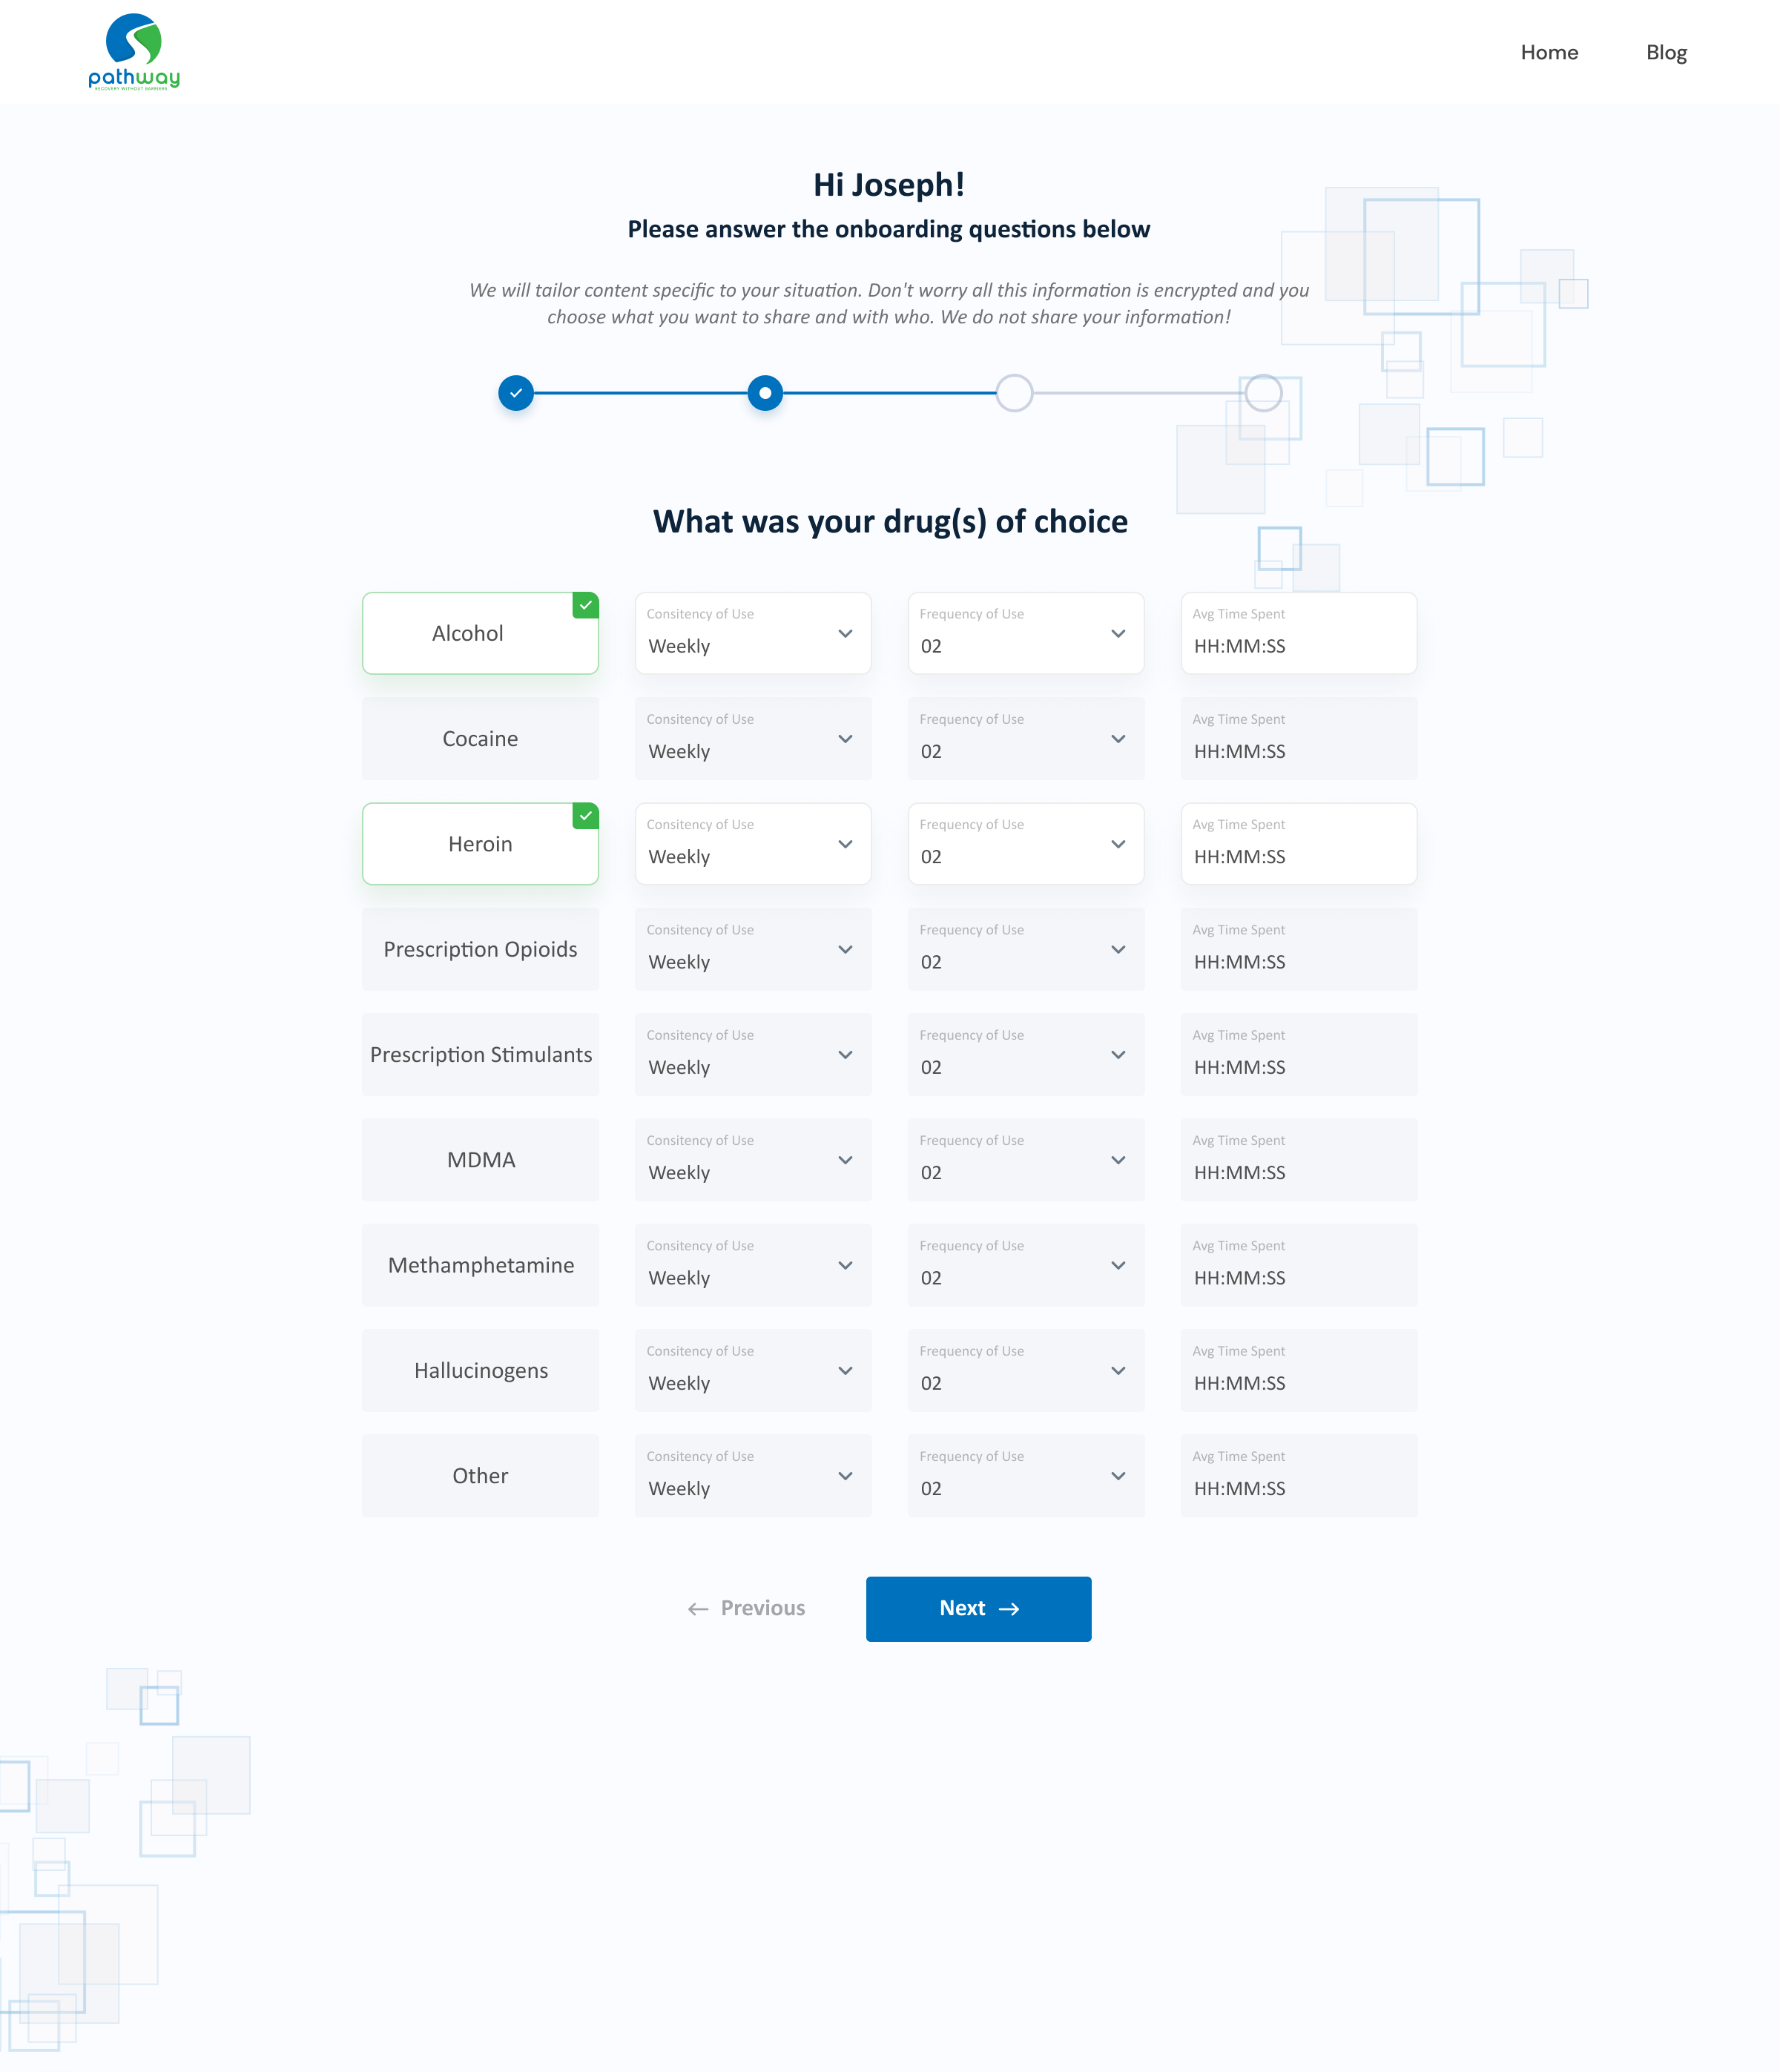 pathway
RECOVERY WITHOUT BARRIERS
Home
Blog
Hi Joseph!
Please answer the onboarding questions below
We will tailor content specific to your situation. Don't worry all this information is encrypted and you
choose what you want to share and with who. We do not share your information!
What was your drug(s) of choice
Alcohol
Consitency of Use
Weekly
Frequency of Use
02
Avg Time Spent
HH:MM:SS
Cocaine
Consitency of Use
Weekly
Frequency of Use
02
Avg Time Spent
HH:MM:SS
Heroin
Consitency of Use
Weekly
Frequency of Use
02
Avg Time Spent
HH:MM:SS
Prescription Opioids
Consitency of Use
Weekly
Frequency of Use
02
Avg Time Spent
HH:MM:SS
Prescription Stimulants
Consitency of Use
Weekly
Frequency of Use
02
Avg Time Spent
HH:MM:SS
MDMA
Consitency of Use
Weekly
Frequency of Use
02
Avg Time Spent
HH:MM:SS
Methamphetamine
Consitency of Use
Weekly
Frequency of Use
02
Avg Time Spent
HH:MM:SS
Hallucinogens
Consitency of Use
Weekly
Frequency of Use
02
Avg Time Spent
HH:MM:SS
Other
Consitency of Use
Weekly
Frequency of Use
02
Avg Time Spent
HH:MM:SS
Previous
Next